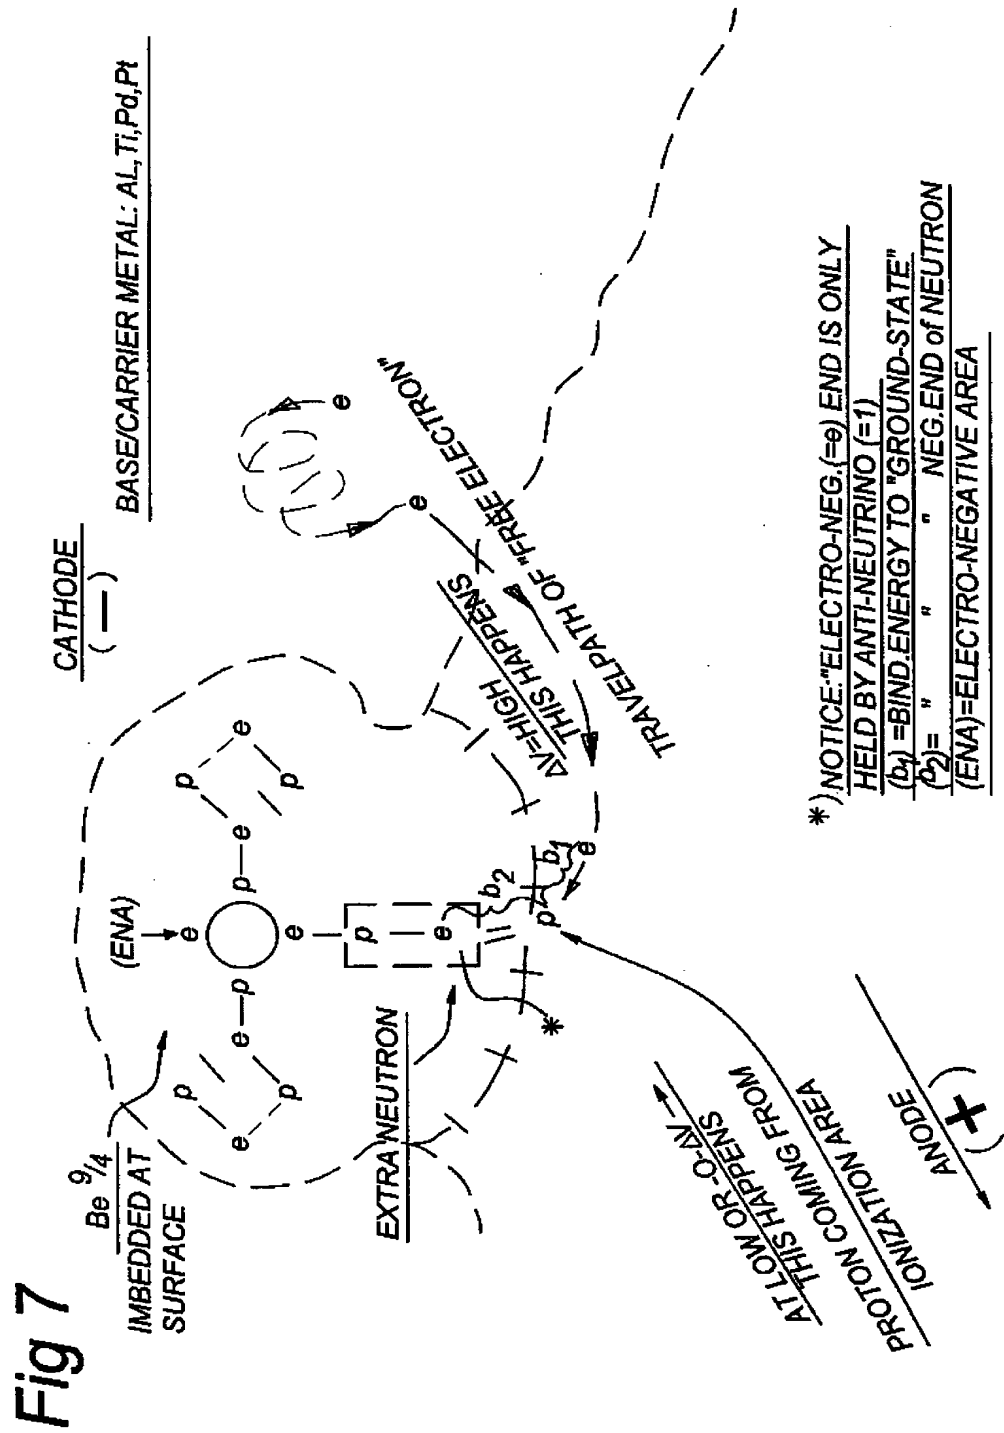 Fig 7
Be 9/4
IMBEDDED AT
SURFACE
(ENA)
CATHODE
(—)
BASE/CARRIER METAL: AL,Ti,Pd,Pt
e
p
e
p
e—p
e
e
p—e
p
e
p
EXTRA NEUTRON
p
e
*
b2
b1
p
e
e
e
ΔV=HIGH
THIS HAPPENS
TRAVELPATH OF "FREE ELECTRON"
AT LOW OR -O-ΔV
THIS HAPPENS
PROTON COMING FROM
IONIZATION AREA
ANODE
(+)
*) NOTICE:"ELECTRO-NEG.(=e) END IS ONLY
HELD BY ANTI-NEUTRINO (=1)
(b1) =BIND.ENERGY TO "GROUND-STATE"
(b2)= " " " NEG.END of NEUTRON
(ENA)=ELECTRO-NEGATIVE AREA